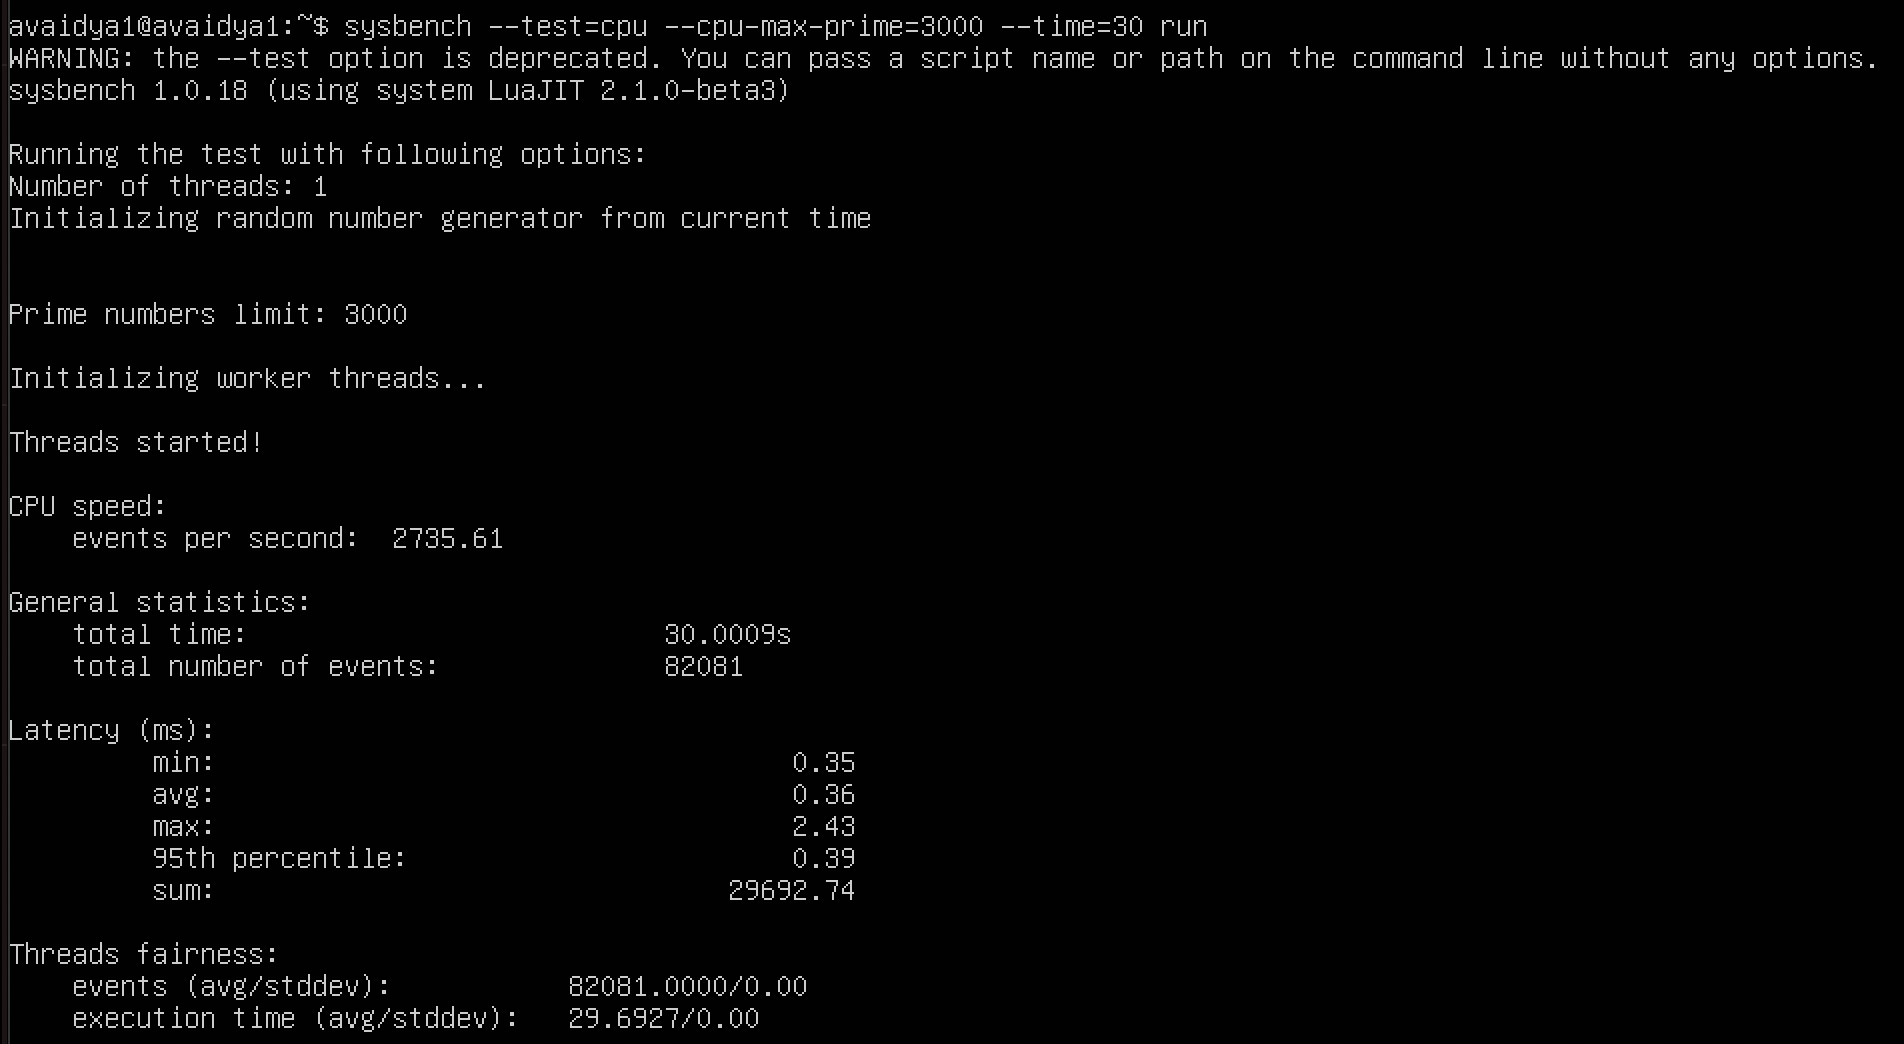 avaidya1@avaidya1:~$ sysbench --test=cpu --cpu-max-prime=3000 --time=30 run
WARNING: the --test option is deprecated. You can pass a script name or path on the command line without any options.
sysbench 1.0.18 (using system LuaJIT 2.1.0-beta3)
Running the test with following options:
Number of threads: 1
Initializing random number generator from current time
Prime numbers limit: 3000
Initializing worker threads...
Threads started!
CPU speed:
events per second: 2735.61
General statistics:
total time: 30.0009s
total number of events: 82081
Latency (ms):
min: 0.35
avg: 0.36
max: 2.43
95th percentile: 0.39
sum: 29692.74
Threads fairness:
events (avg/stddev): 82081.0000/0.00
execution time (avg/stddev): 29.6927/0.00